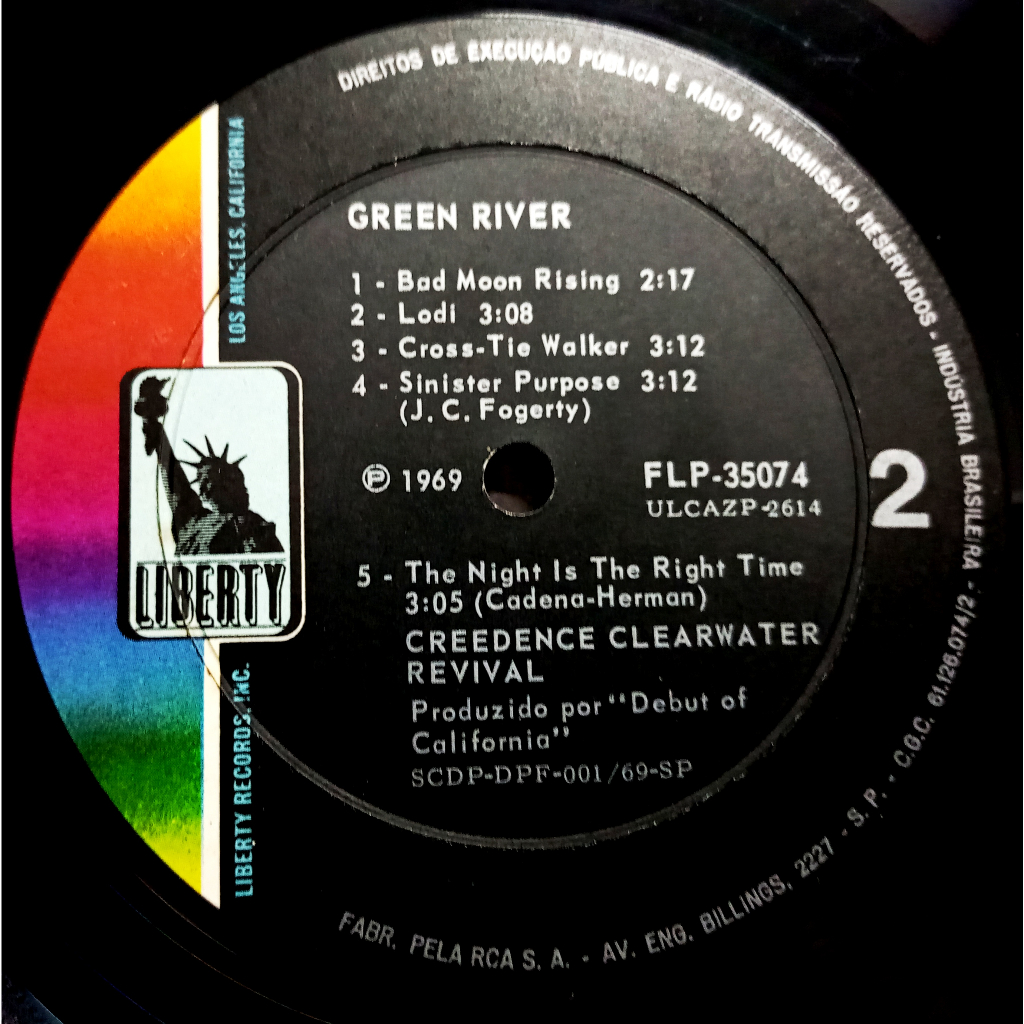 DIREITOS DE EXECUÇÃO PÚBLICA E RÁDIO TRANSMISSÃO RESERVADOS - INDÚSTRIA BRASILEIRA
LOS ANGELES, CALIFORNIA
GREEN RIVER
1 - Bad Moon Rising 2:17
2 - Lodi 3:08
3 - Cross-Tie Walker 3:12
4 - Sinister Purpose 3:12
(J. C. Fogerty)
℗ 1969
FLP-35074
ULCAZP-2614
2
LIBERTY
5 - The Night Is The Right Time
3:05 (Cadena-Herman)
CREEDENCE CLEARWATER
REVIVAL
Produzido por "Debut of
California"
SCDP-DPF-001/69-SP
LIBERTY RECORDS, INC.
FABR. PELA RCA S. A. - AV. ENG. BILLINGS, 2227 - S. P. - C.G.C. 61.126.074/2 -